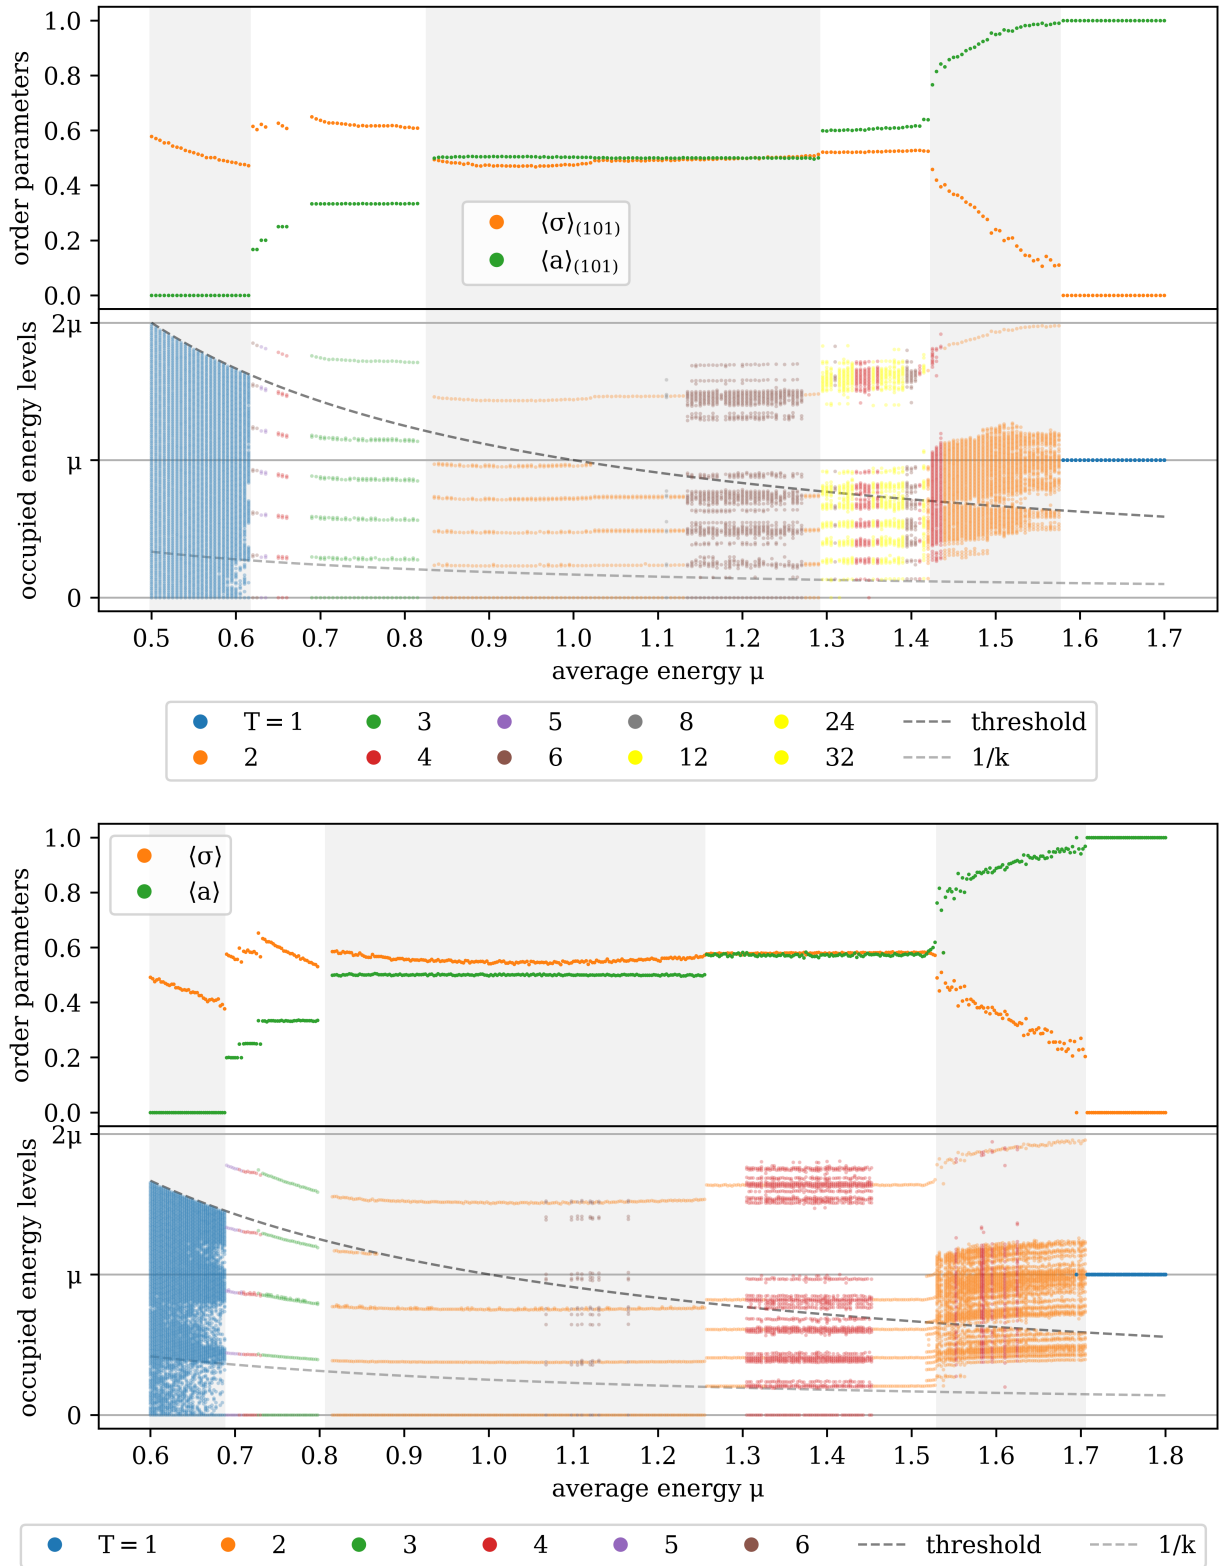 order parameters
1.0
0.8
0.6
0.4
0.2
0.0
⟨σ⟩(101)
⟨a⟩(101)
occupied energy levels
2μ
μ
0
0.5 0.6 0.7 0.8 0.9 1.0 1.1 1.2 1.3 1.4 1.5 1.6 1.7
average energy μ
T = 1 3 5 8 24 threshold
2 4 6 12 32 1/k
order parameters
1.0
0.8
0.6
0.4
0.2
0.0
⟨σ⟩
⟨a⟩
occupied energy levels
2μ
μ
0
0.6 0.7 0.8 0.9 1.0 1.1 1.2 1.3 1.4 1.5 1.6 1.7 1.8
average energy μ
T = 1 2 3 4 5 6 threshold 1/k